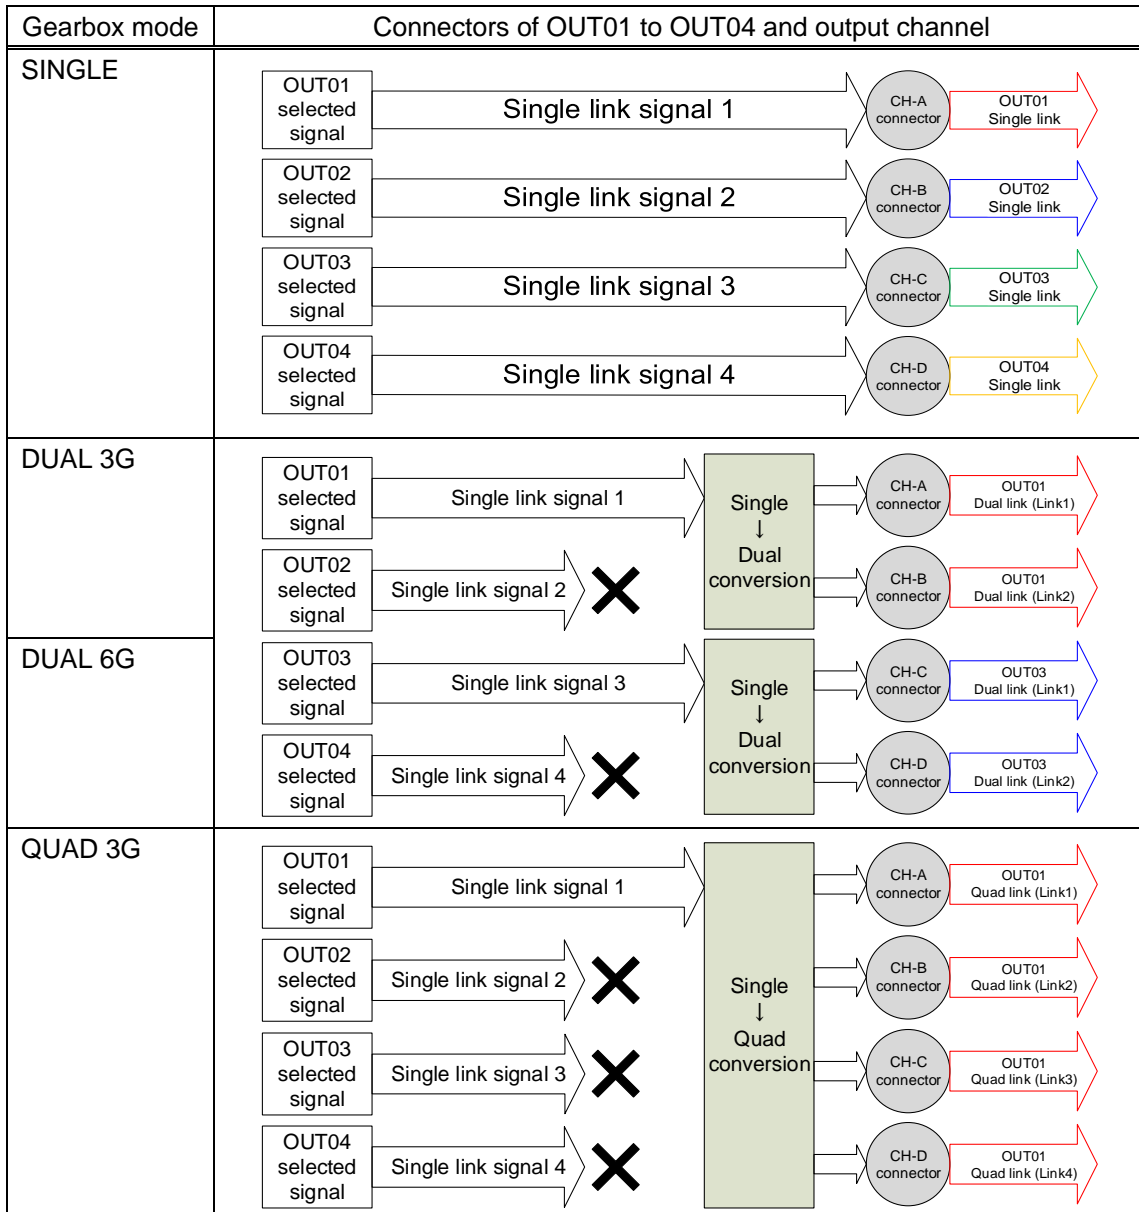 Gearbox mode
Connectors of OUT01 to OUT04 and output channel
SINGLE
OUT01
selected
signal
Single link signal 1
CH-A
connector
OUT01
Single link
OUT02
selected
signal
Single link signal 2
CH-B
connector
OUT02
Single link
OUT03
selected
signal
Single link signal 3
CH-C
connector
OUT03
Single link
OUT04
selected
signal
Single link signal 4
CH-D
connector
OUT04
Single link
DUAL 3G
OUT01
selected
signal
Single link signal 1
Single
↓
Dual
conversion
CH-A
connector
OUT01
Dual link (Link1)
OUT02
selected
signal
Single link signal 2
CH-B
connector
OUT01
Dual link (Link2)
DUAL 6G
OUT03
selected
signal
Single link signal 3
Single
↓
Dual
conversion
CH-C
connector
OUT03
Dual link (Link1)
OUT04
selected
signal
Single link signal 4
CH-D
connector
OUT03
Dual link (Link2)
QUAD 3G
OUT01
selected
signal
Single link signal 1
Single
↓
Quad
conversion
CH-A
connector
OUT01
Quad link (Link1)
OUT02
selected
signal
Single link signal 2
CH-B
connector
OUT01
Quad link (Link2)
OUT03
selected
signal
Single link signal 3
CH-C
connector
OUT01
Quad link (Link3)
OUT04
selected
signal
Single link signal 4
CH-D
connector
OUT01
Quad link (Link4)